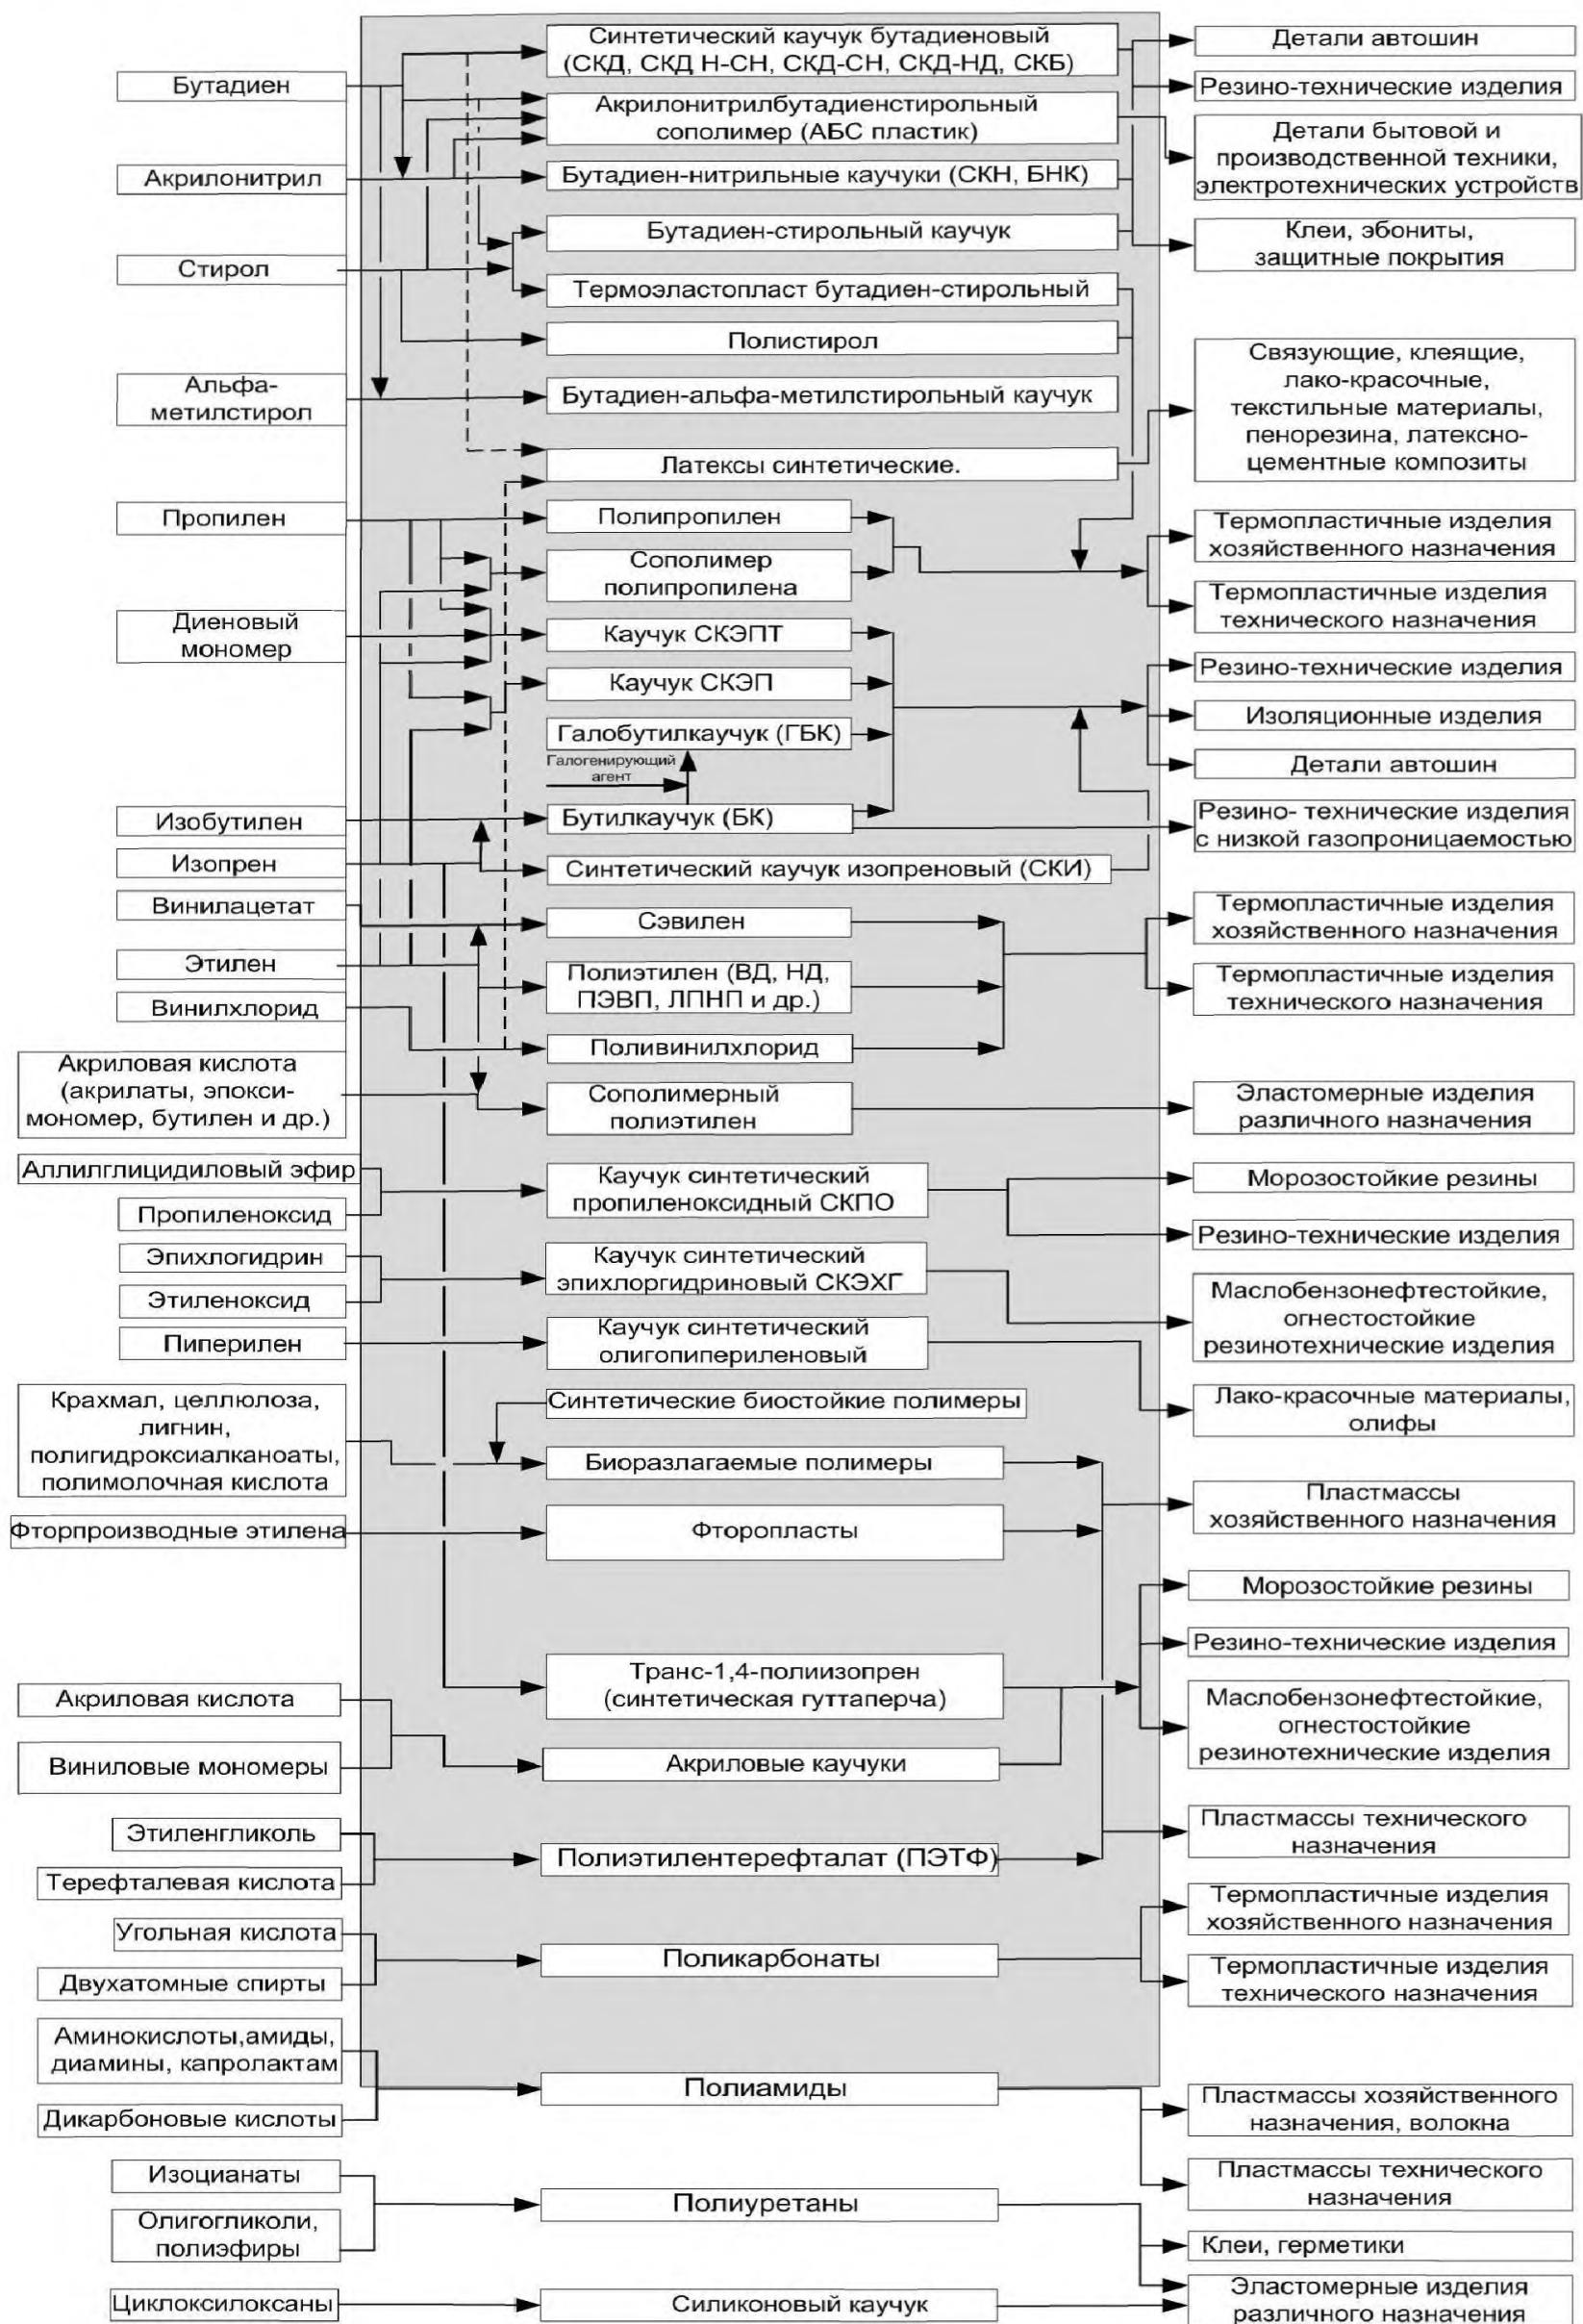 Бутадиен
Акрилонитрил
Стирол
Альфа-
метилстирол
Пропилен
Диеновый
мономер
Изобутилен
Изопрен
Винилацетат
Этилен
Винилхлорид
Акриловая кислота
(акрилаты, эпокси-
мономер, бутилен и др.)
Аллилглицидиловый эфир
Пропиленоксид
Эпихлогидрин
Этиленоксид
Пиперилен
Крахмал, целлюлоза,
лигнин,
полигидроксиалканоаты,
полимолочная кислота
Фторпроизводные этилена
Акриловая кислота
Виниловые мономеры
Этиленгликоль
Терефталевая кислота
Угольная кислота
Двухатомные спирты
Аминокислоты,амиды,
диамины, капролактам
Дикарбоновые кислоты
Изоцианаты
Олигогликоли,
полиэфиры
Циклоксилоксаны
Синтетический каучук бутадиеновый
(СКД, СКД Н-СН, СКД-СН, СКД-НД, СКБ)
Акрилонитрилбутадиенстирольный
сополимер (АБС пластик)
Бутадиен-нитрильные каучуки (СКН, БНК)
Бутадиен-стирольный каучук
Термоэластопласт бутадиен-стирольный
Полистирол
Бутадиен-альфа-метилстирольный каучук
Латексы синтетические.
Полипропилен
Сополимер
полипропилена
Каучук СКЭПТ
Каучук СКЭП
Галобутилкаучук (ГБК)
Галогенирующий
агент
Бутилкаучук (БК)
Синтетический каучук изопреновый (СКИ)
Сэвилен
Полиэтилен (ВД, НД,
ПЭВП, ЛПНП и др.)
Поливинилхлорид
Сополимерный
полиэтилен
Каучук синтетический
пропиленоксидный СКПО
Каучук синтетический
эпихлоргидриновый СКЭХГ
Каучук синтетический
олигопипериленовый
Синтетические биостойкие полимеры
Биоразлагаемые полимеры
Фторопласты
Транс-1,4-полиизопрен
(синтетическая гуттаперча)
Акриловые каучуки
Полиэтилентерефталат (ПЭТФ)
Поликарбонаты
Полиамиды
Полиуретаны
Силиконовый каучук
Детали автошин
Резино-технические изделия
Детали бытовой и
производственной техники,
электротехнических устройств
Клеи, эбониты,
защитные покрытия
Связующие, клеящие,
лако-красочные,
текстильные материалы,
пенорезина, латексно-
цементные композиты
Термопластичные изделия
хозяйственного назначения
Термопластичные изделия
технического назначения
Резино-технические изделия
Изоляционные изделия
Детали автошин
Резино- технические изделия
с низкой газопроницаемостью
Термопластичные изделия
хозяйственного назначения
Термопластичные изделия
технического назначения
Эластомерные изделия
различного назначения
Морозостойкие резины
Резино-технические изделия
Маслобензонефтестойкие,
огнестостойкие
резинотехнические изделия
Лако-красочные материалы,
олифы
Пластмассы
хозяйственного назначения
Морозостойкие резины
Резино-технические изделия
Маслобензонефтестойкие,
огнестостойкие
резинотехнические изделия
Пластмассы технического
назначения
Термопластичные изделия
хозяйственного назначения
Термопластичные изделия
технического назначения
Пластмассы хозяйственного
назначения, волокна
Пластмассы технического
назначения
Клеи, герметики
Эластомерные изделия
различного назначения